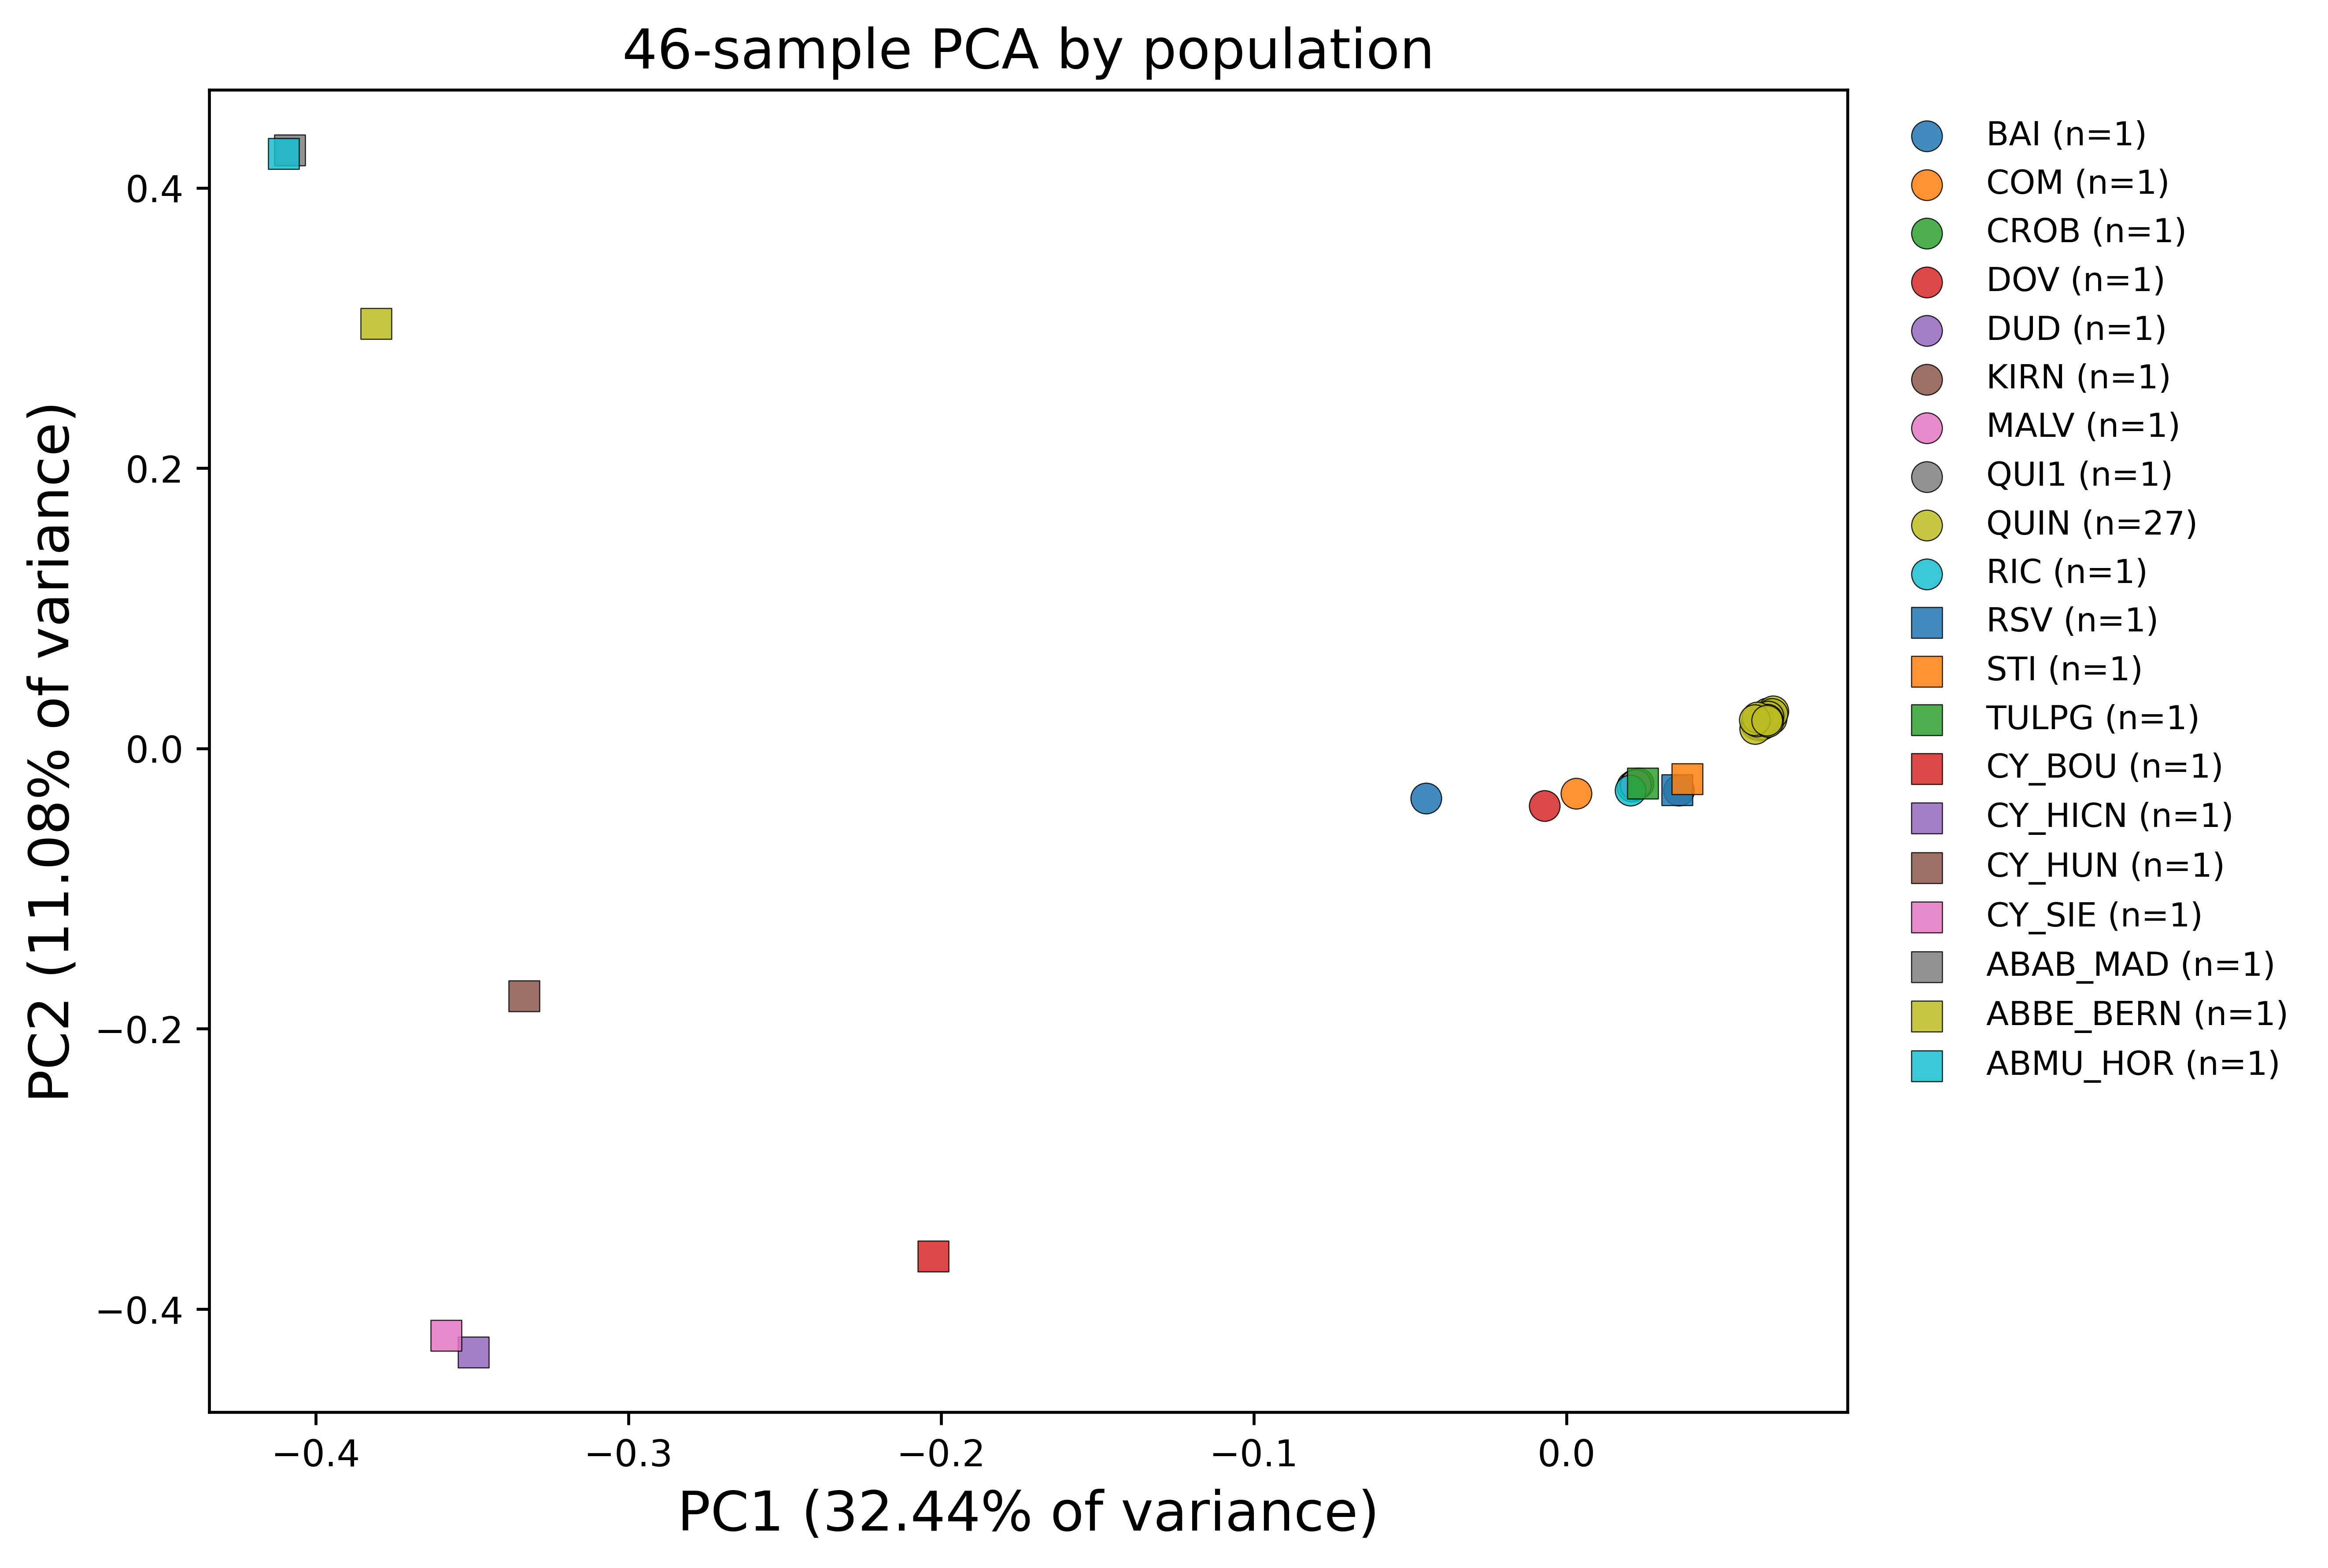 46-sample PCA by population
PC2 (11.08% of variance)
0.4
0.2
0.0
−0.2
−0.4
−0.4
−0.3
−0.2
−0.1
0.0
PC1 (32.44% of variance)
BAI (n=1)
COM (n=1)
CROB (n=1)
DOV (n=1)
DUD (n=1)
KIRN (n=1)
MALV (n=1)
QUI1 (n=1)
QUIN (n=27)
RIC (n=1)
RSV (n=1)
STI (n=1)
TULPG (n=1)
CY_BOU (n=1)
CY_HICN (n=1)
CY_HUN (n=1)
CY_SIE (n=1)
ABAB_MAD (n=1)
ABBE_BERN (n=1)
ABMU_HOR (n=1)